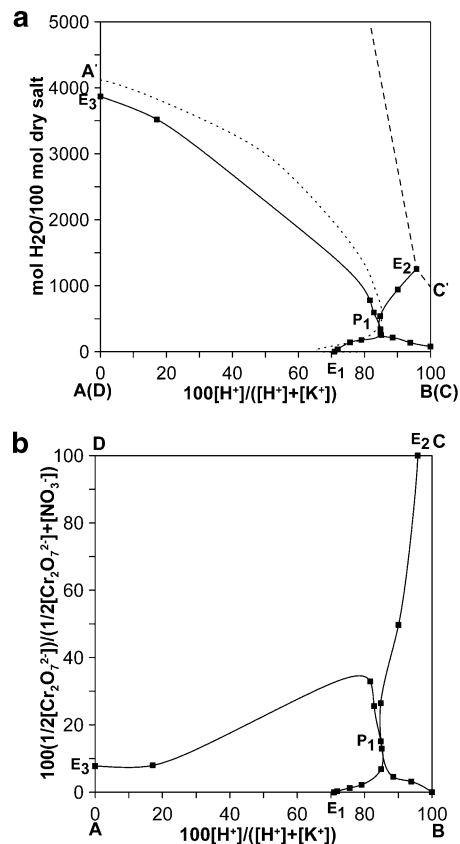 a
5000
4000
3000
2000
1000
0
mol H2O/100 mol dry salt
A'
E3
E2
P1
C'
E1
0 20 40 60 80 100
A(D) 100[H+]/([H+]+[K+]) B(C)
b
D E2 C
100
80
60
40
20
0
100(1/2[Cr2O7 2-])/(1/2[Cr2O7 2-]+[NO3-])
E3
P1
E1
0 20 40 60 80 100
A 100[H+]/([H+]+[K+]) B